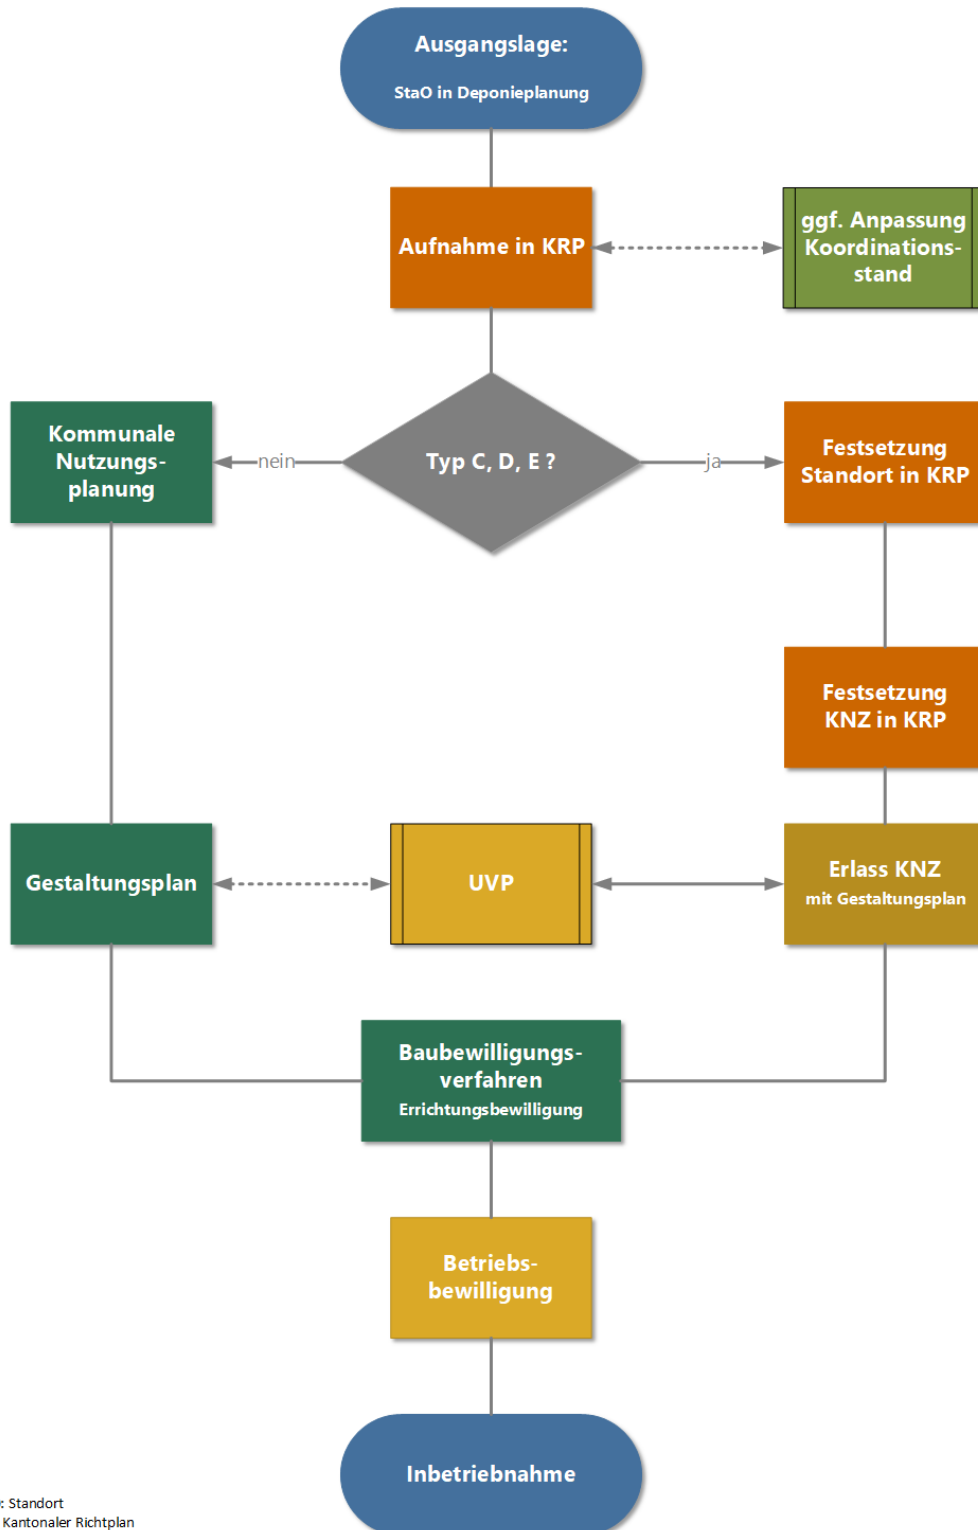 Ausgangslage:
StaO in Deponieplanung
Aufnahme in KRP
ggf. Anpassung
Koordinations-
stand
Kommunale
Nutzungs-
planung
nein
Typ C, D, E ?
ja
Festsetzung
Standort in KRP
Festsetzung
KNZ in KRP
Gestaltungsplan
UVP
Erlass KNZ
mit Gestaltungsplan
Baubewilligungs-
verfahren
Errichtungsbewilligung
Betriebs-
bewilligung
Inbetriebnahme
: Standort
Kantonaler Richtplan